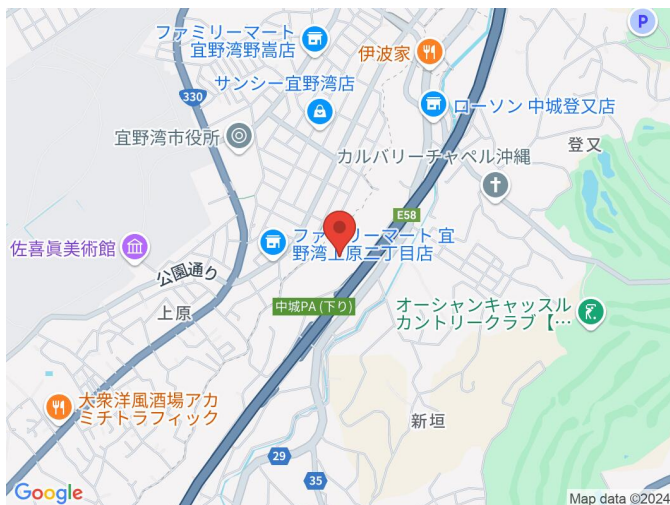 ファミリーマート
宜野湾野嵩店
伊波家
P
330
サンシー宜野湾店
ローソン 中城登又店
宜野湾市役所
登又
カルバリーチャペル沖縄
E58
佐喜眞美術館
ファミリーマート 宜
野湾上原二丁目店
公園通り
上原
中城PA (下り)
オーシャンキャッスル
カントリークラブ【…
大衆洋風酒場アカ
ミチトラフィック
新垣
29
35
Google
Map data ©2024